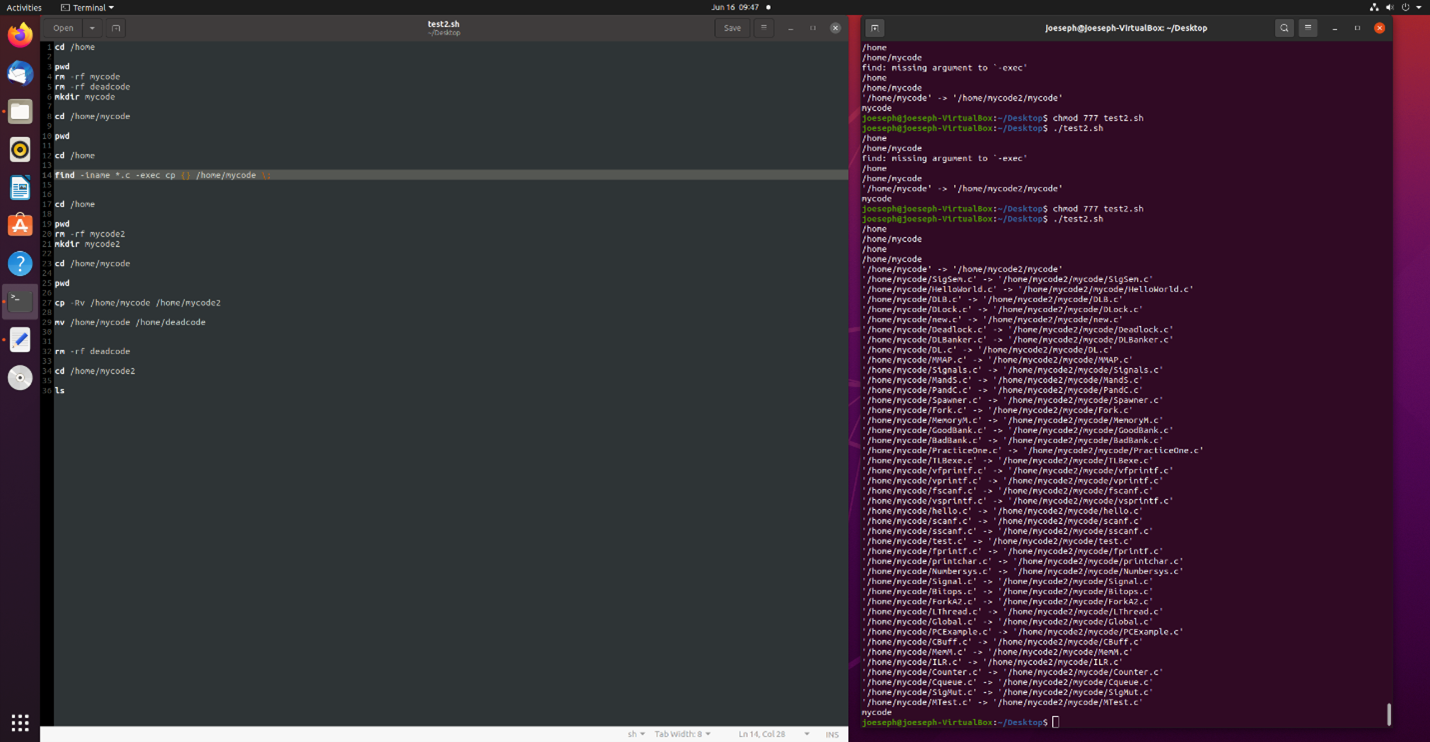 Activities
Terminal
Jun 16 09:47
Open
test2.sh
~/Desktop
Save
1 cd /home
2
3 pwd
4 rm -rf mycode
5 rm -rf deadcode
6 mkdir mycode
7
8 cd /home/mycode
9
10 pwd
11
12 cd /home
13
14 find -iname *.c -exec cp {} /home/mycode \;
15
16
17 cd /home
18
19 pwd
20 rm -rf mycode2
21 mkdir mycode2
22
23 cd /home/mycode
24
25 pwd
26
27 cp -Rv /home/mycode /home/mycode2
28
29 mv /home/mycode /home/deadcode
30
31
32 rm -rf deadcode
33
34 cd /home/mycode2
35
36 ls
sh
Tab Width: 8
Ln 14, Col 28
INS
joeseph@joeseph-VirtualBox: ~/Desktop
/home
/home/mycode
find: missing argument to `-exec'
/home
/home/mycode
'/home/mycode' -> '/home/mycode2/mycode'
mycode
joeseph@joeseph-VirtualBox:~/Desktop$ chmod 777 test2.sh
joeseph@joeseph-VirtualBox:~/Desktop$ ./test2.sh
/home
/home/mycode
find: missing argument to `-exec'
/home
/home/mycode
'/home/mycode' -> '/home/mycode2/mycode'
mycode
joeseph@joeseph-VirtualBox:~/Desktop$ chmod 777 test2.sh
joeseph@joeseph-VirtualBox:~/Desktop$ ./test2.sh
/home
/home/mycode
/home
/home/mycode
'/home/mycode' -> '/home/mycode2/mycode'
'/home/mycode/SigSem.c' -> '/home/mycode2/mycode/SigSem.c'
'/home/mycode/HelloWorld.c' -> '/home/mycode2/mycode/HelloWorld.c'
'/home/mycode/DLB.c' -> '/home/mycode2/mycode/DLB.c'
'/home/mycode/DLock.c' -> '/home/mycode2/mycode/DLock.c'
'/home/mycode/new.c' -> '/home/mycode2/mycode/new.c'
'/home/mycode/Deadlock.c' -> '/home/mycode2/mycode/Deadlock.c'
'/home/mycode/DLBanker.c' -> '/home/mycode2/mycode/DLBanker.c'
'/home/mycode/DL.c' -> '/home/mycode2/mycode/DL.c'
'/home/mycode/MMAP.c' -> '/home/mycode2/mycode/MMAP.c'
'/home/mycode/Signals.c' -> '/home/mycode2/mycode/Signals.c'
'/home/mycode/MandS.c' -> '/home/mycode2/mycode/MandS.c'
'/home/mycode/PandC.c' -> '/home/mycode2/mycode/PandC.c'
'/home/mycode/Spawner.c' -> '/home/mycode2/mycode/Spawner.c'
'/home/mycode/Fork.c' -> '/home/mycode2/mycode/Fork.c'
'/home/mycode/MemoryM.c' -> '/home/mycode2/mycode/MemoryM.c'
'/home/mycode/GoodBank.c' -> '/home/mycode2/mycode/GoodBank.c'
'/home/mycode/BadBank.c' -> '/home/mycode2/mycode/BadBank.c'
'/home/mycode/PracticeOne.c' -> '/home/mycode2/mycode/PracticeOne.c'
'/home/mycode/TLBexe.c' -> '/home/mycode2/mycode/TLBexe.c'
'/home/mycode/vfprintf.c' -> '/home/mycode2/mycode/vfprintf.c'
'/home/mycode/vprintf.c' -> '/home/mycode2/mycode/vprintf.c'
'/home/mycode/fscanf.c' -> '/home/mycode2/mycode/fscanf.c'
'/home/mycode/vsprintf.c' -> '/home/mycode2/mycode/vsprintf.c'
'/home/mycode/hello.c' -> '/home/mycode2/mycode/hello.c'
'/home/mycode/scanf.c' -> '/home/mycode2/mycode/scanf.c'
'/home/mycode/sscanf.c' -> '/home/mycode2/mycode/sscanf.c'
'/home/mycode/test.c' -> '/home/mycode2/mycode/test.c'
'/home/mycode/fprintf.c' -> '/home/mycode2/mycode/fprintf.c'
'/home/mycode/printchar.c' -> '/home/mycode2/mycode/printchar.c'
'/home/mycode/Numbersys.c' -> '/home/mycode2/mycode/Numbersys.c'
'/home/mycode/Signal.c' -> '/home/mycode2/mycode/Signal.c'
'/home/mycode/Bitops.c' -> '/home/mycode2/mycode/Bitops.c'
'/home/mycode/ForkA2.c' -> '/home/mycode2/mycode/ForkA2.c'
'/home/mycode/LThread.c' -> '/home/mycode2/mycode/LThread.c'
'/home/mycode/Global.c' -> '/home/mycode2/mycode/Global.c'
'/home/mycode/PCExample.c' -> '/home/mycode2/mycode/PCExample.c'
'/home/mycode/CBuff.c' -> '/home/mycode2/mycode/CBuff.c'
'/home/mycode/MemM.c' -> '/home/mycode2/mycode/MemM.c'
'/home/mycode/ILR.c' -> '/home/mycode2/mycode/ILR.c'
'/home/mycode/Counter.c' -> '/home/mycode2/mycode/Counter.c'
'/home/mycode/Cqueue.c' -> '/home/mycode2/mycode/Cqueue.c'
'/home/mycode/SigMut.c' -> '/home/mycode2/mycode/SigMut.c'
'/home/mycode/MTest.c' -> '/home/mycode2/mycode/MTest.c'
mycode
joeseph@joeseph-VirtualBox:~/Desktop$